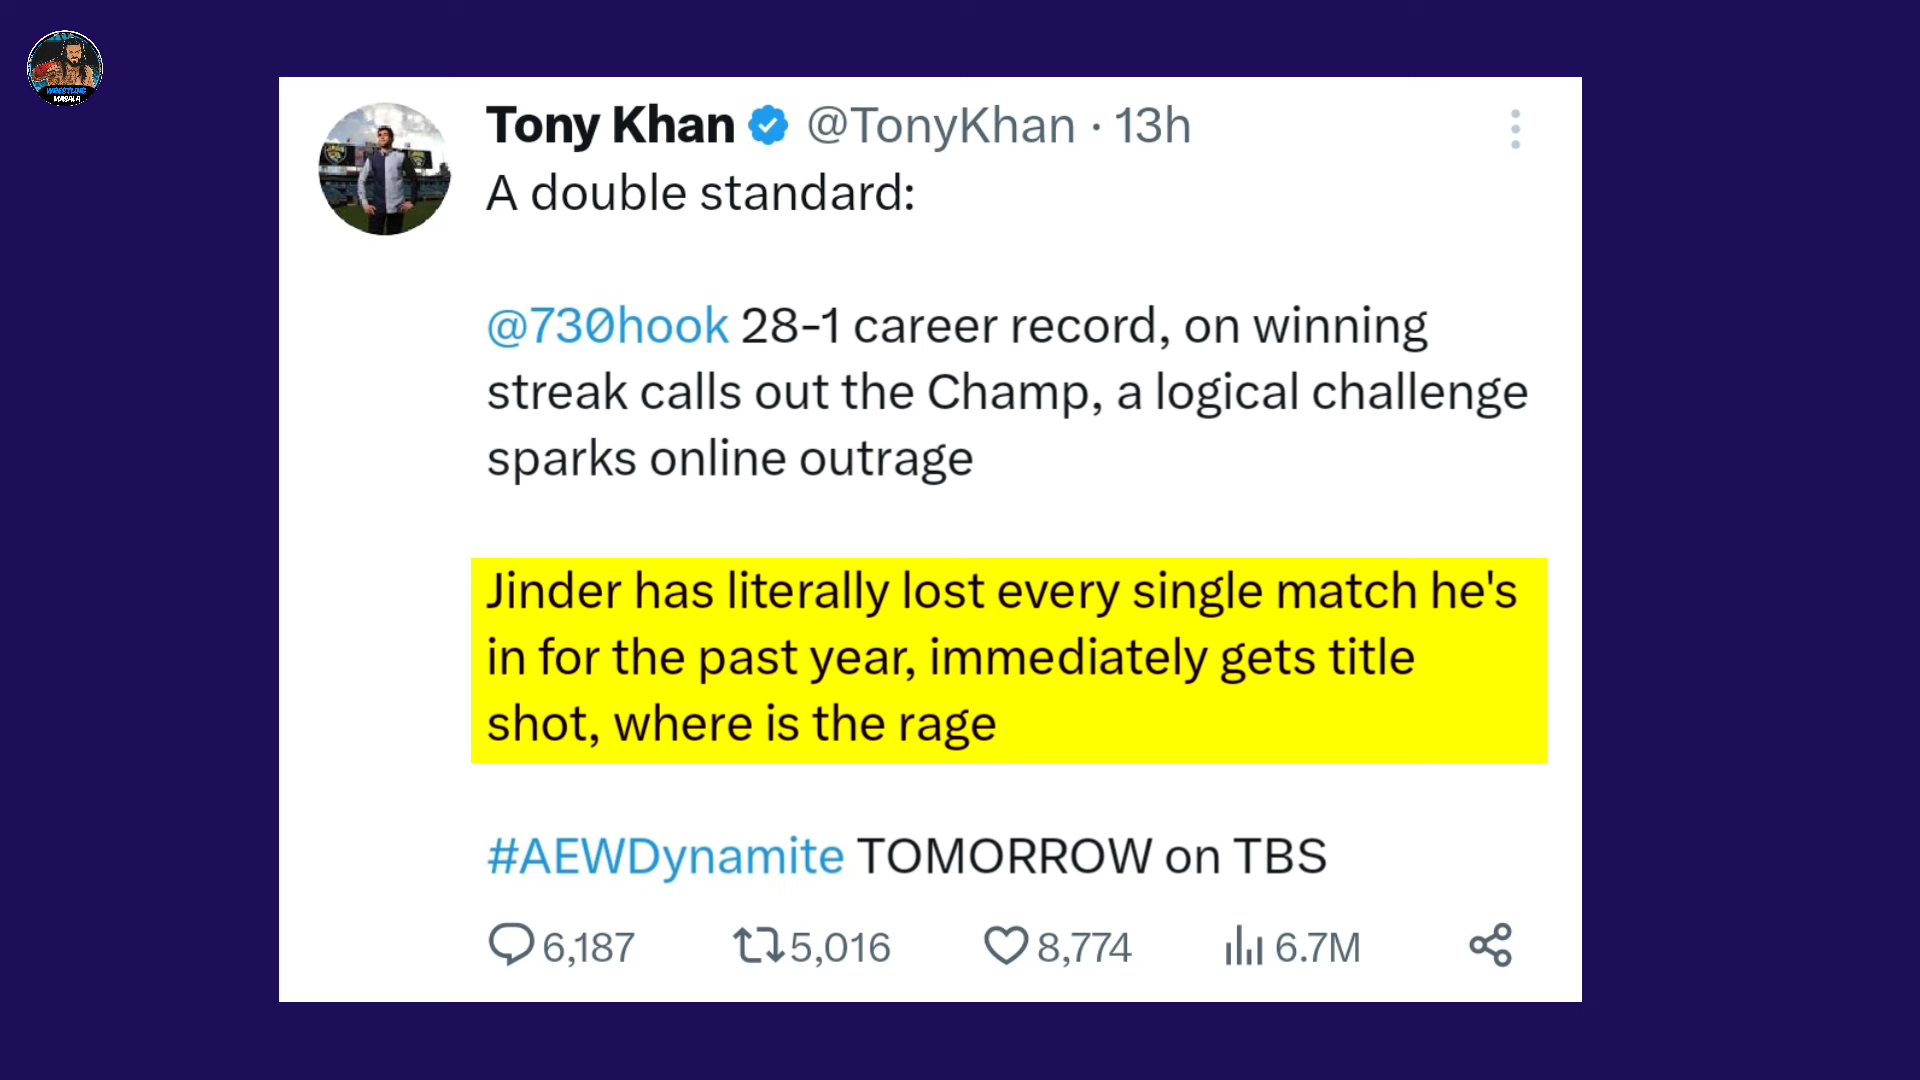 WRESTLING
MASALA
Tony Khan @TonyKhan · 13h
A double standard:
@730hook 28-1 career record, on winning
streak calls out the Champ, a logical challenge
sparks online outrage
Jinder has literally lost every single match he's
in for the past year, immediately gets title
shot, where is the rage
#AEWDynamite TOMORROW on TBS
6,187 5,016 8,774 6.7M